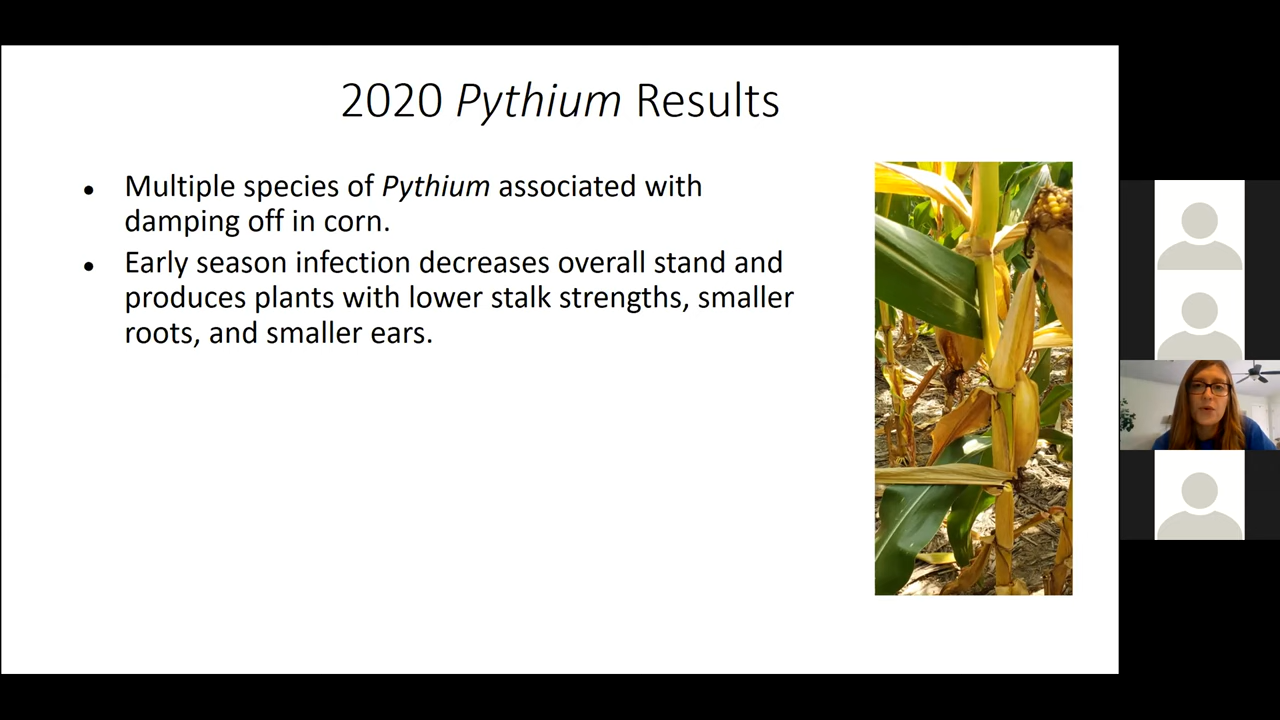 2020 Pythium Results
• Multiple species of Pythium associated with
damping off in corn.
• Early season infection decreases overall stand and
produces plants with lower stalk strengths, smaller
roots, and smaller ears.